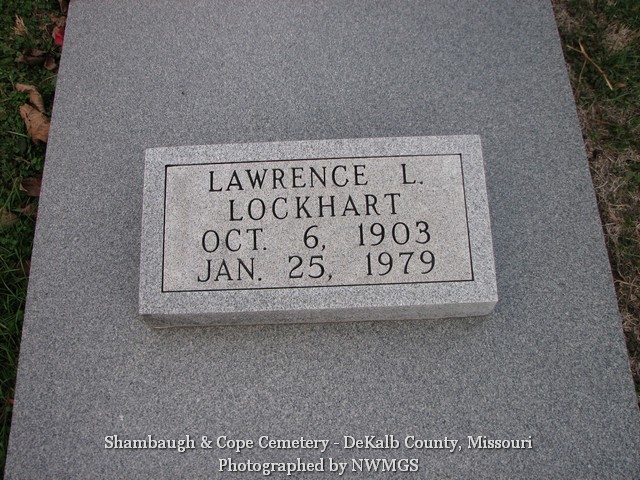 LAWRENCE L.
LOCKHART
OCT. 6, 1903
JAN. 25, 1979
Shambaugh & Cope Cemetery - DeKalb County, Missouri
Photographed by NWMGS